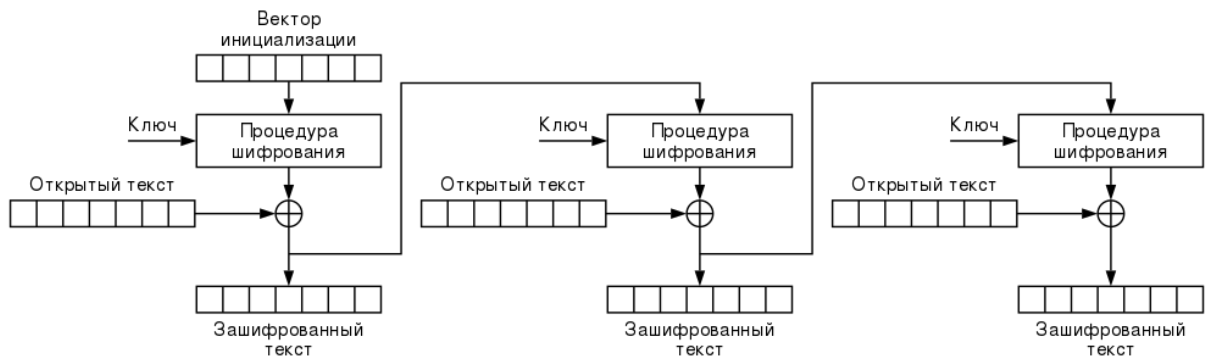 Вектор
инициализации
Ключ
Процедура
шифрования
Открытый текст
Зашифрованный
текст
Ключ
Процедура
шифрования
Открытый текст
Зашифрованный
текст
Ключ
Процедура
шифрования
Открытый текст
Зашифрованный
текст